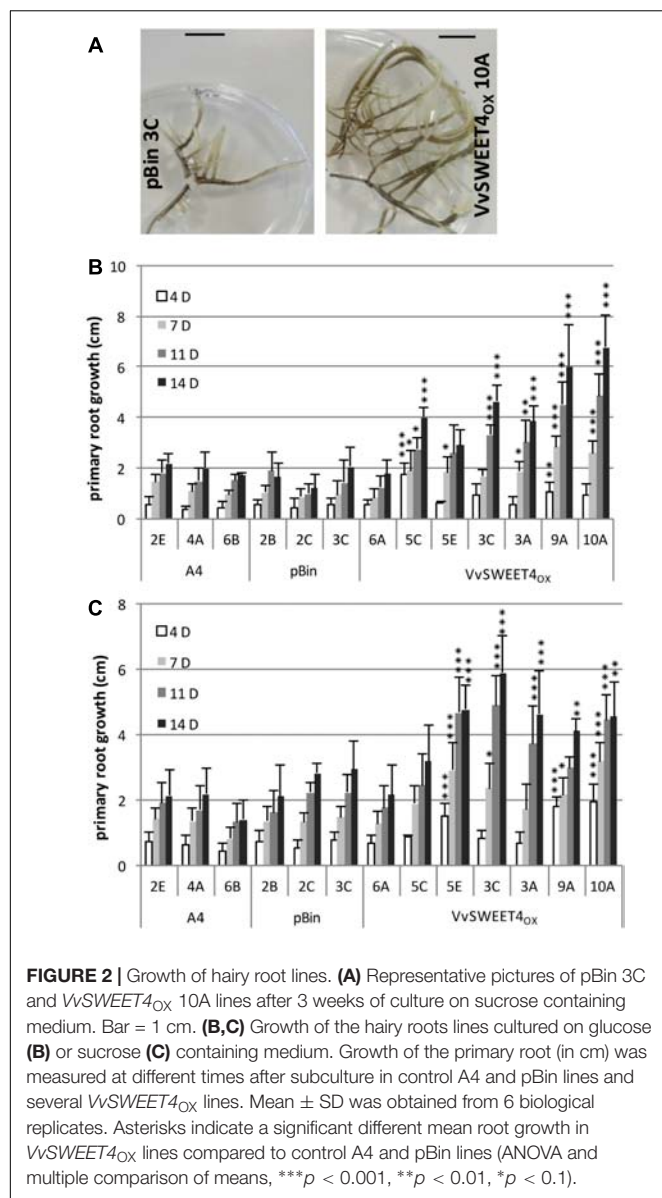 A
pBin 3C
VvSWEET4OX 10A
B
primary root growth (cm)
10
8
6
4
2
0
4 D
7 D
11 D
14 D
*** * * *** * *** *** * ** *** ** *** *** *** *** *** ***
2E 4A 6B 2B 2C 3C 6A 5C 5E 3C 3A 9A 10A
A4 pBin VvSWEET4OX
C
primary root growth (cm)
8
6
4
2
0
4 D
7 D
11 D
14 D
*** *** *** *** * *** *** *** *** *** * ** *** *** *** **
2E 4A 6B 2B 2C 3C 6A 5C 5E 3C 3A 9A 10A
A4 pBin VvSWEET4OX
FIGURE 2 | Growth of hairy root lines. (A) Representative pictures of pBin 3C
and VvSWEET4OX 10A lines after 3 weeks of culture on sucrose containing
medium. Bar = 1 cm. (B,C) Growth of the hairy roots lines cultured on glucose
(B) or sucrose (C) containing medium. Growth of the primary root (in cm) was
measured at different times after subculture in control A4 and pBin lines and
several VvSWEET4OX lines. Mean ± SD was obtained from 6 biological
replicates. Asterisks indicate a significant different mean root growth in
VvSWEET4OX lines compared to control A4 and pBin lines (ANOVA and
multiple comparison of means, ***p < 0.001, **p < 0.01, *p < 0.1).